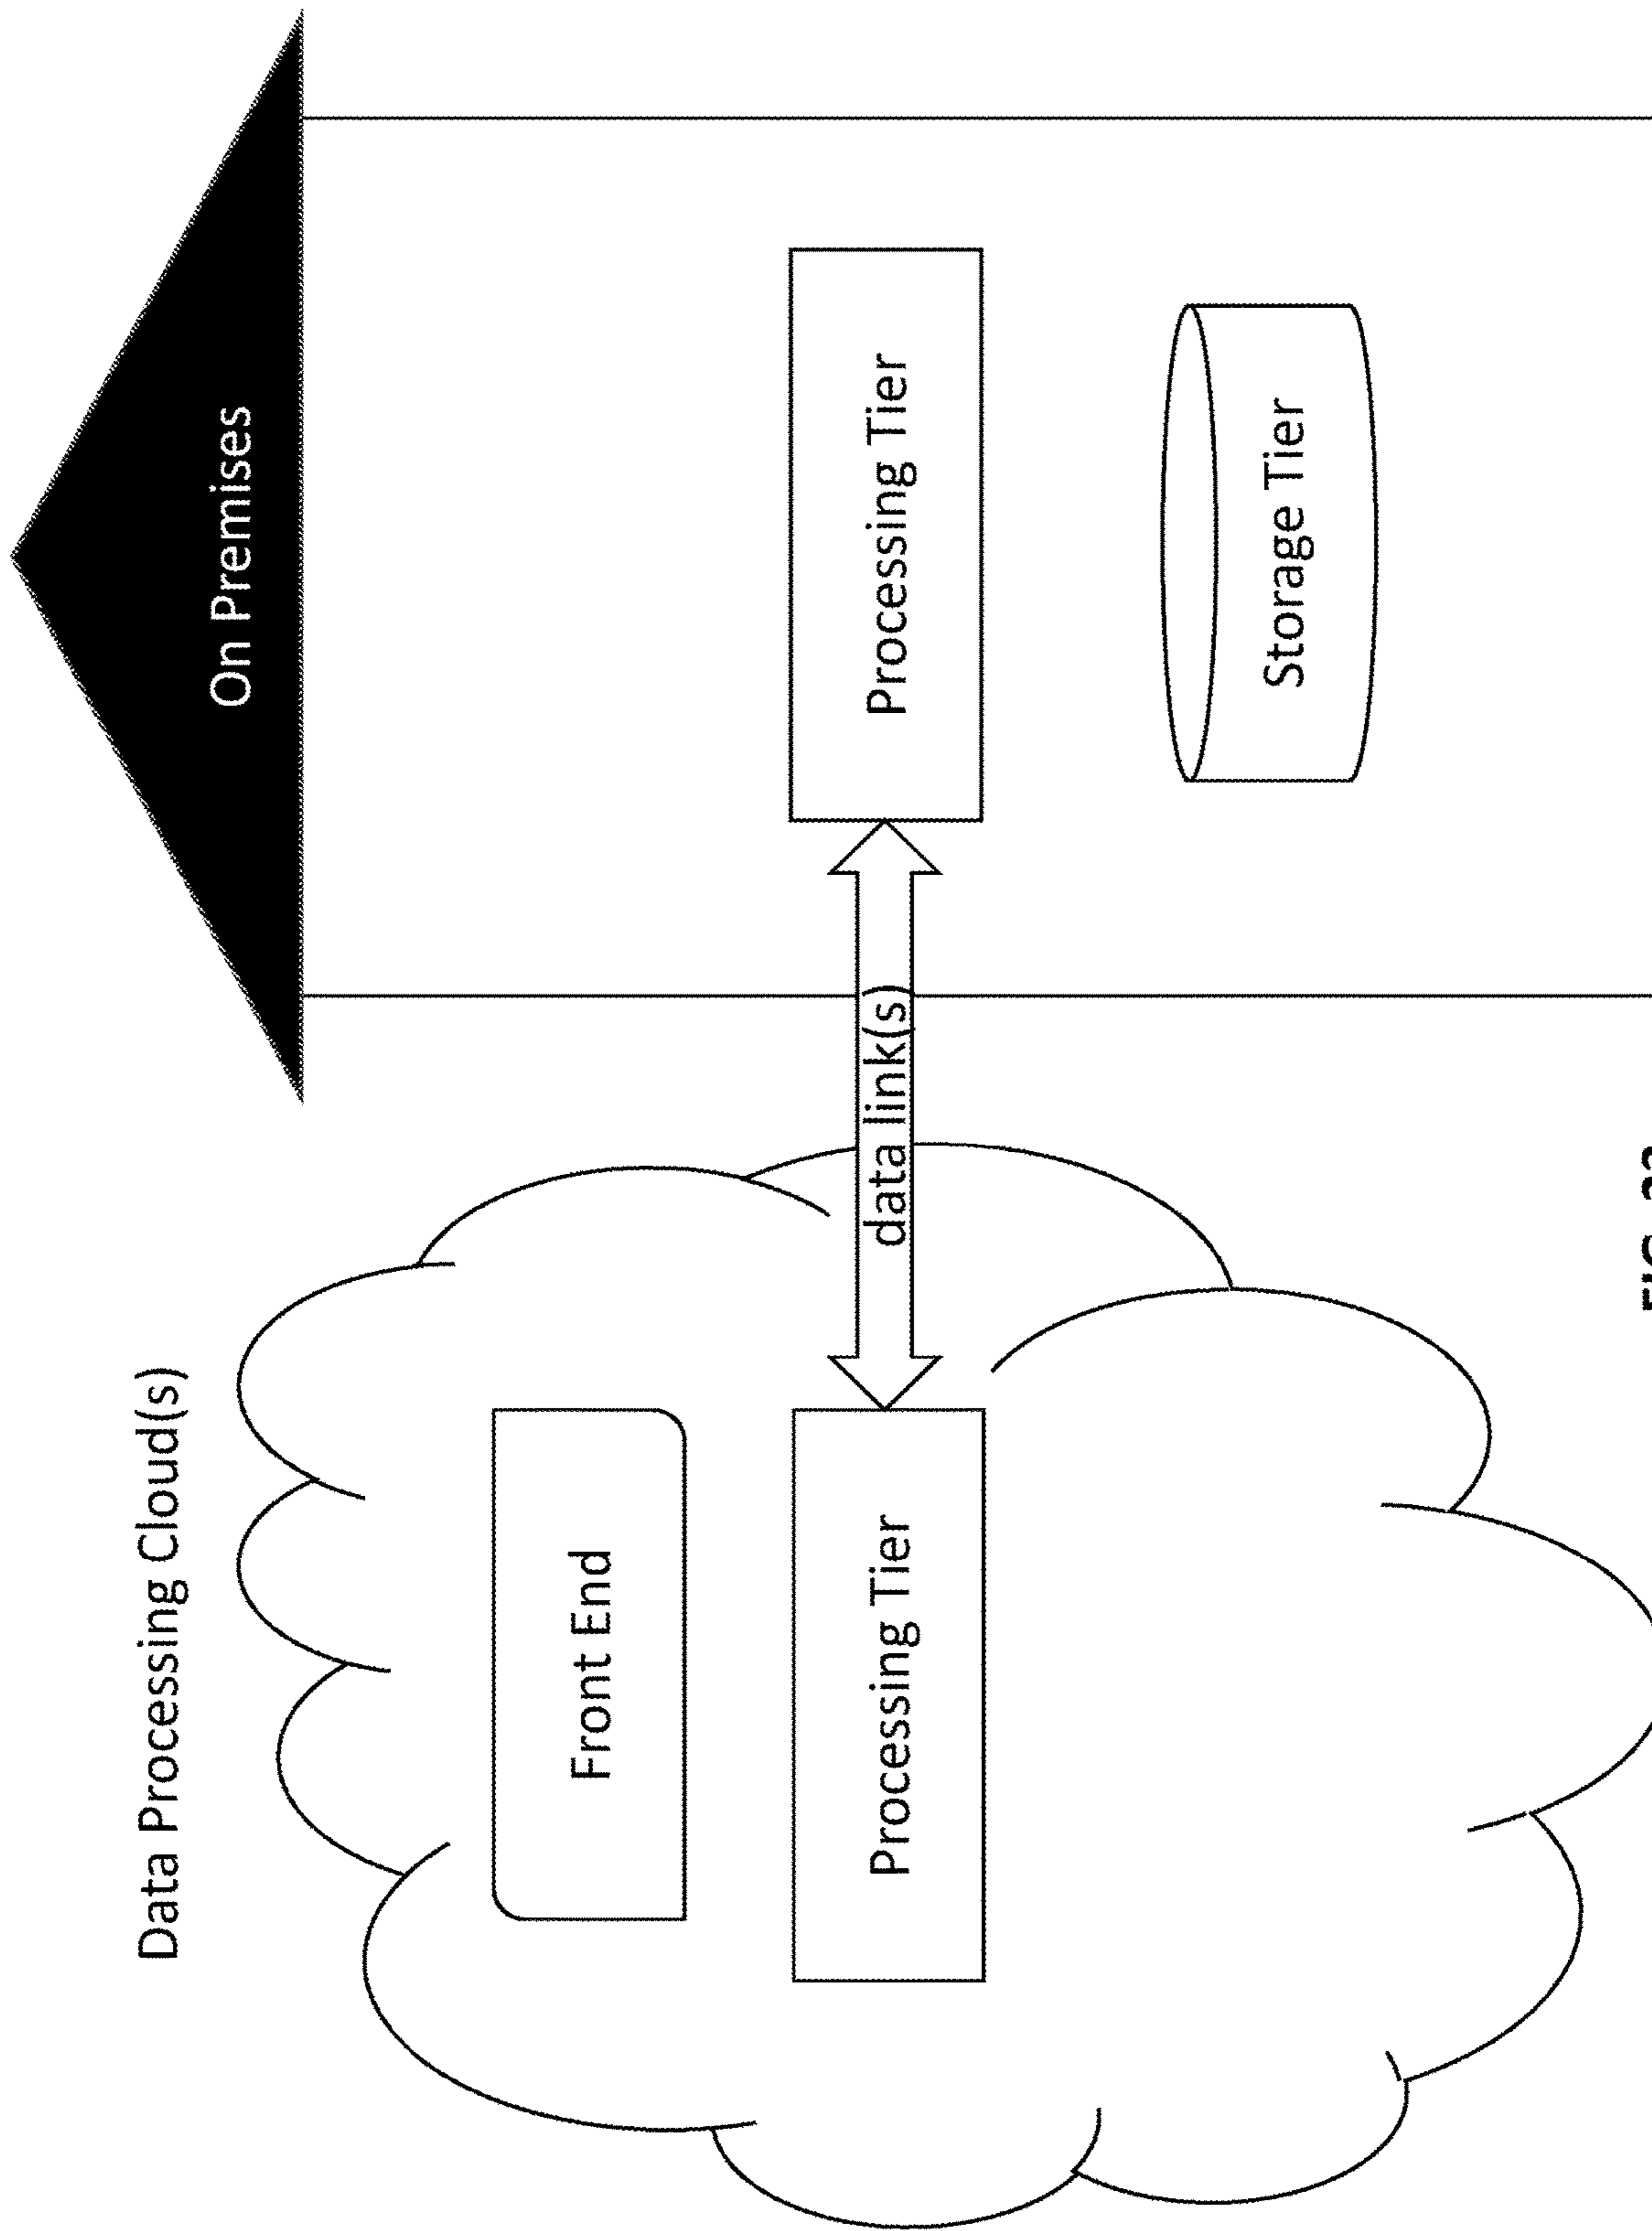 Data Processing Cloud(s)
On Premises
Front End
Processing Tier
data link(s)
Processing Tier
Storage Tier